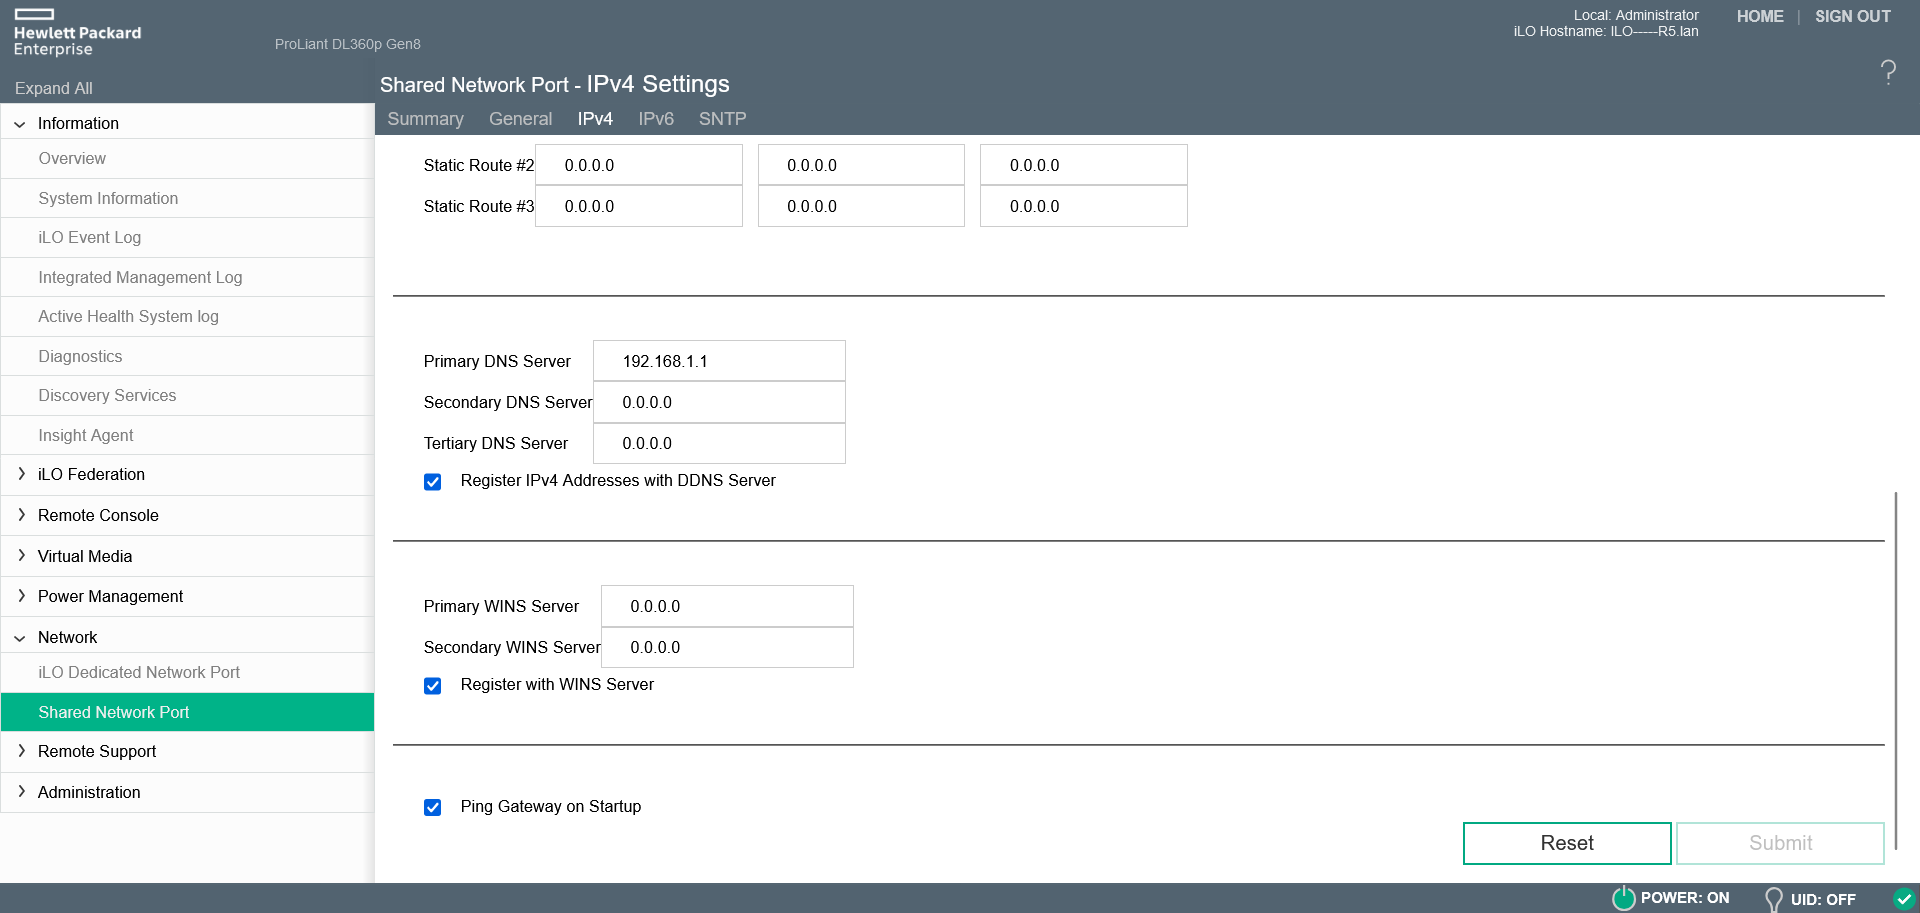 Hewlett Packard
Enterprise
ProLiant DL360p Gen8
Local: Administrator
iLO Hostname: ILO-----R5.lan
HOME | SIGN OUT
?
Expand All
Information
Overview
System Information
iLO Event Log
Integrated Management Log
Active Health System log
Diagnostics
Discovery Services
Insight Agent
iLO Federation
Remote Console
Virtual Media
Power Management
Network
iLO Dedicated Network Port
Shared Network Port
Remote Support
Administration
Shared Network Port - IPv4 Settings
Summary General IPv4 IPv6 SNTP
Static Route #2 0.0.0.0 0.0.0.0 0.0.0.0
Static Route #3 0.0.0.0 0.0.0.0 0.0.0.0
Primary DNS Server 192.168.1.1
Secondary DNS Server 0.0.0.0
Tertiary DNS Server 0.0.0.0
Register IPv4 Addresses with DDNS Server
Primary WINS Server 0.0.0.0
Secondary WINS Server 0.0.0.0
Register with WINS Server
Ping Gateway on Startup
Reset Submit
POWER: ON UID: OFF